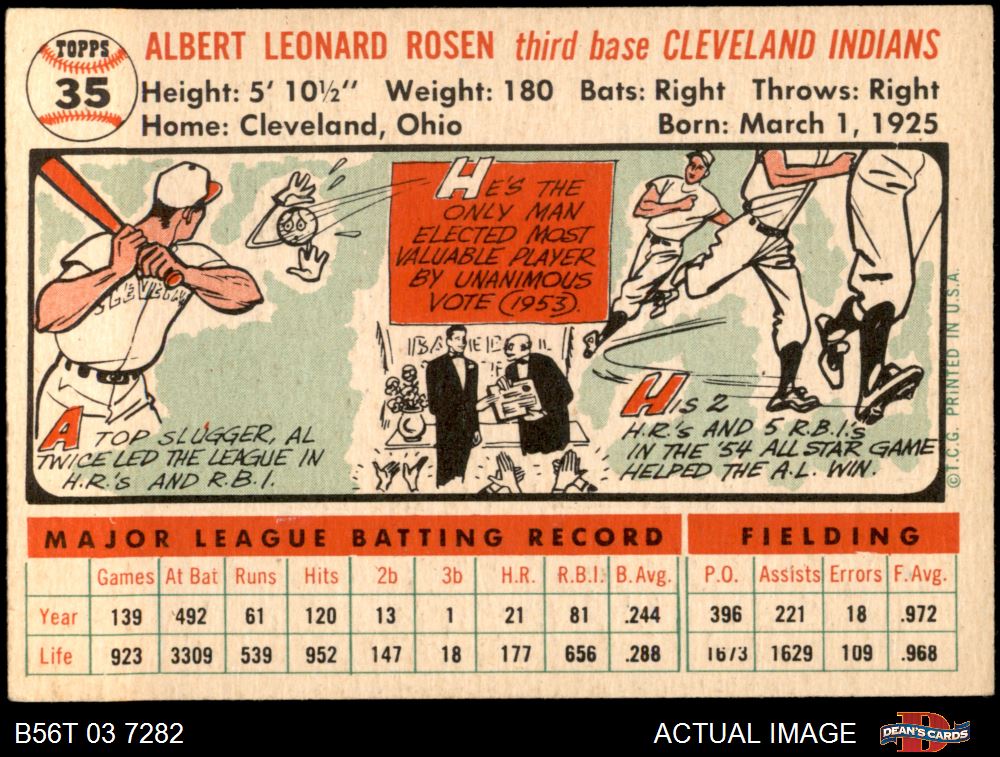 TOPPS
35
ALBERT LEONARD ROSEN third base CLEVELAND INDIANS
Height: 5' 10½" Weight: 180 Bats: Right Throws: Right
Home: Cleveland, Ohio Born: March 1, 1925
HE'S THE
ONLY MAN
ELECTED MOST
VALUABLE PLAYER
BY UNANIMOUS
VOTE (1953).
A TOP SLUGGER, AL
TWICE LED THE LEAGUE IN
H.R.'s AND R.B.I.
HIS 2
H.R.'s AND 5 R.B.I.'s
IN THE '54 ALL STAR GAME
HELPED THE A.L. WIN.
©T.C.G. PRINTED IN U.S.A.
MAJOR LEAGUE BATTING RECORD FIELDING
Games At Bat Runs Hits 2b 3b H.R. R.B.I. B.Avg. P.O. Assists Errors F.Avg.
Year 139 492 61 120 13 1 21 81 .244 396 221 18 .972
Life 923 3309 539 952 147 18 177 656 .288 1673 1629 109 .968
B56T 03 7282 ACTUAL IMAGE DEAN'S CARDS